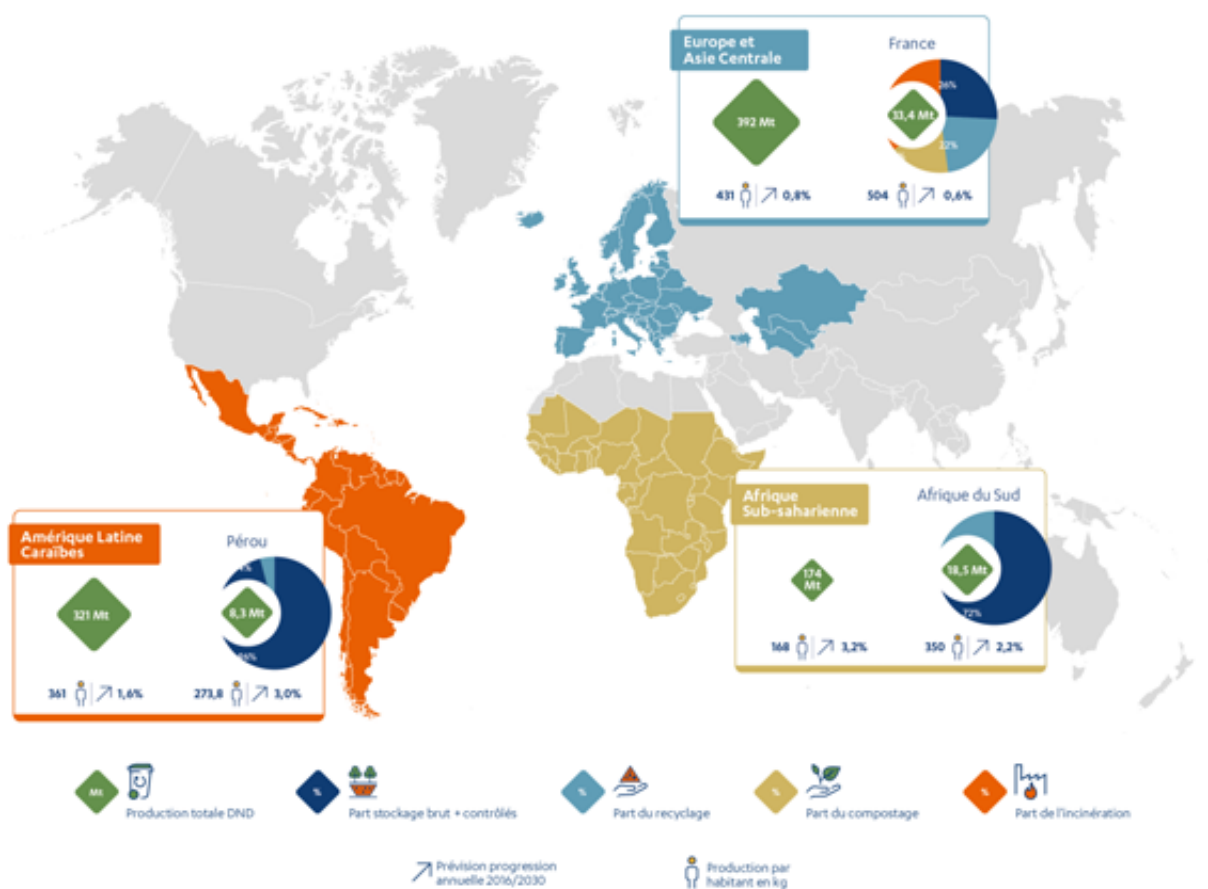 Europe et
Asie Centrale
France
392 Mt
33,4 Mt
26%
22%
431
0,8%
504
0,6%
Amérique Latine
Caraïbes
Pérou
321 Mt
8,3 Mt
4%
96%
361
1,6%
273,8
3,0%
Afrique
Sub-saharienne
Afrique du Sud
174
Mt
18,5 Mt
72%
168
3,2%
350
2,2%
Mt
Production totale DND
%
Part stockage brut + contrôlés
%
Part du recyclage
%
Part du compostage
%
Part de l'incinération
Prévision progression
annuelle 2016/2030
Production par
habitant en kg